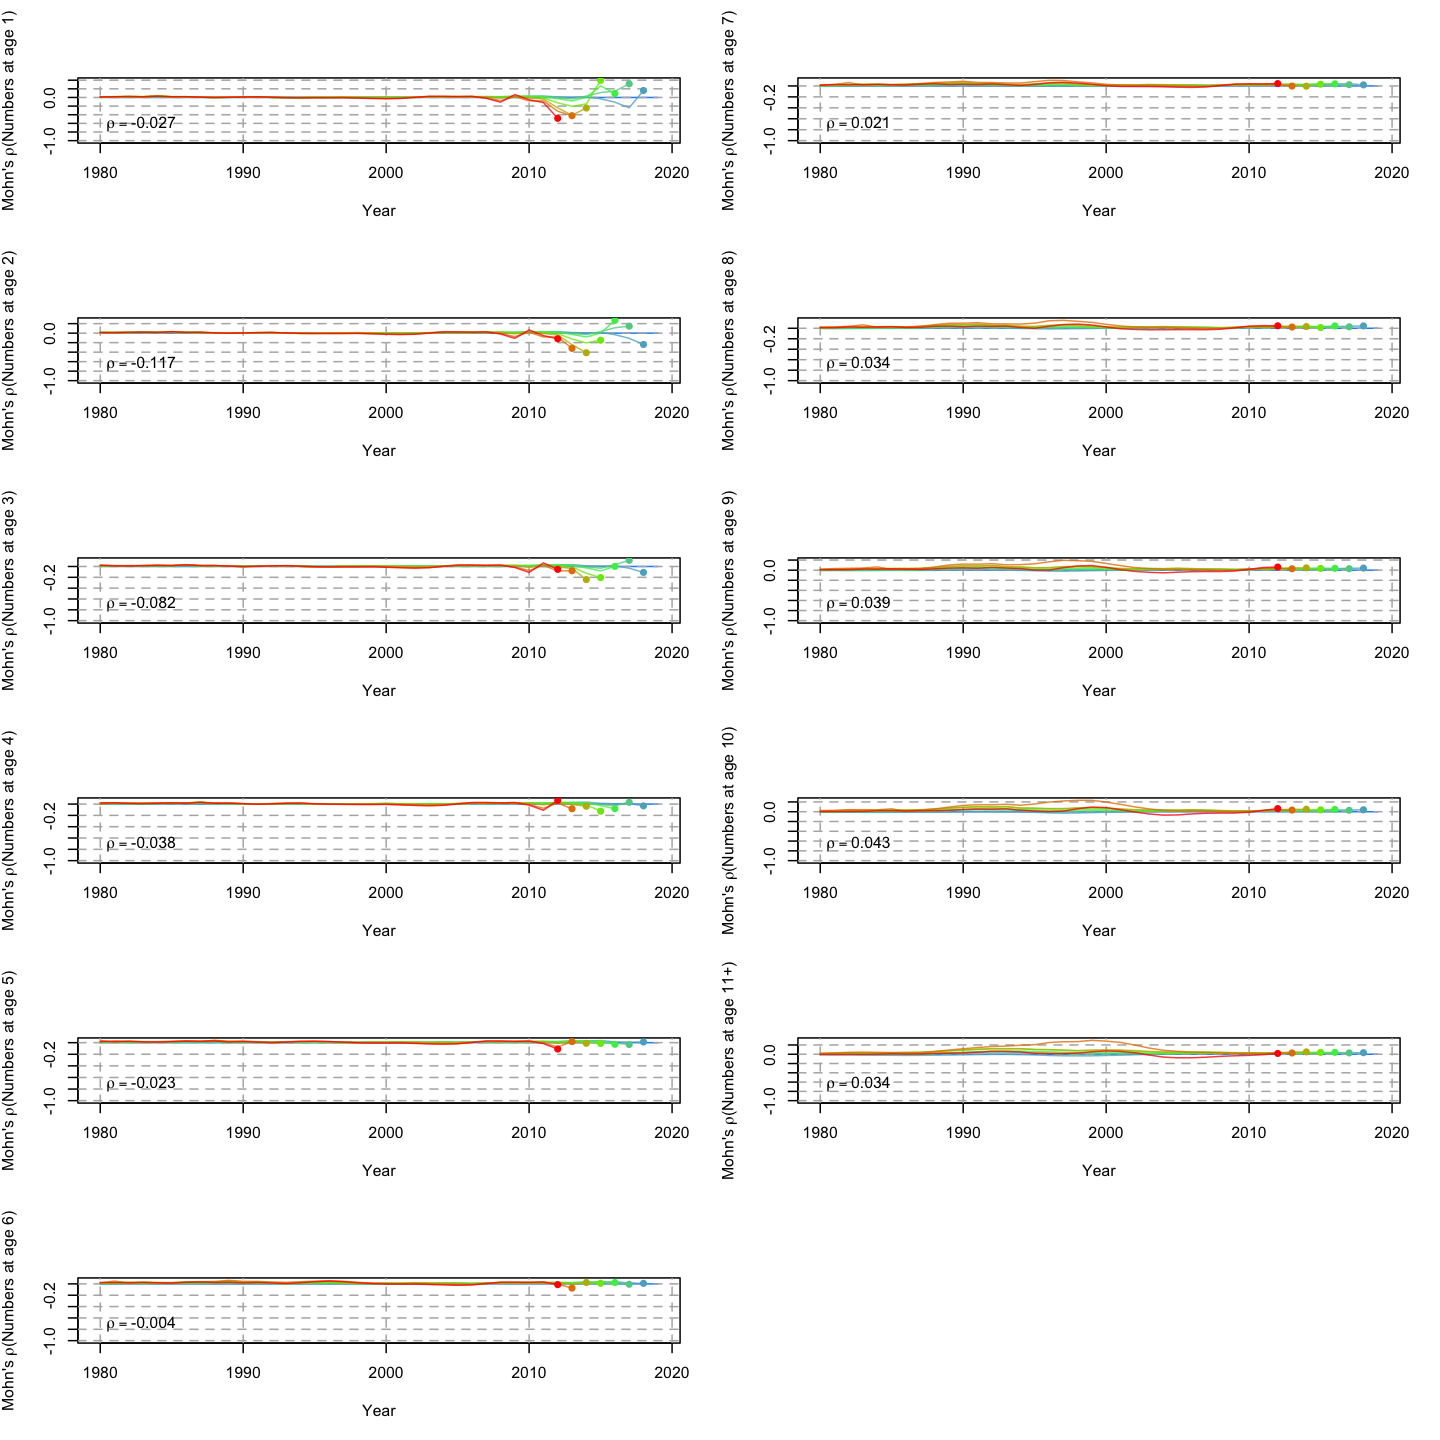 Mohn's ρ(Numbers at age 1)
0.0
-1.0
ρ = -0.027
1980 1990 2000 2010 2020
Year
Mohn's ρ(Numbers at age 2)
0.0
-1.0
ρ = -0.117
1980 1990 2000 2010 2020
Year
Mohn's ρ(Numbers at age 3)
-0.2
-1.0
ρ = -0.082
1980 1990 2000 2010 2020
Year
Mohn's ρ(Numbers at age 4)
-0.2
-1.0
ρ = -0.038
1980 1990 2000 2010 2020
Year
Mohn's ρ(Numbers at age 5)
-0.2
-1.0
ρ = -0.023
1980 1990 2000 2010 2020
Year
Mohn's ρ(Numbers at age 6)
-0.2
-1.0
ρ = -0.004
1980 1990 2000 2010 2020
Year
Mohn's ρ(Numbers at age 7)
-0.2
-1.0
ρ = 0.021
1980 1990 2000 2010 2020
Year
Mohn's ρ(Numbers at age 8)
-0.2
-1.0
ρ = 0.034
1980 1990 2000 2010 2020
Year
Mohn's ρ(Numbers at age 9)
0.0
-1.0
ρ = 0.039
1980 1990 2000 2010 2020
Year
Mohn's ρ(Numbers at age 10)
0.0
-1.0
ρ = 0.043
1980 1990 2000 2010 2020
Year
Mohn's ρ(Numbers at age 11+)
0.0
-1.0
ρ = 0.034
1980 1990 2000 2010 2020
Year